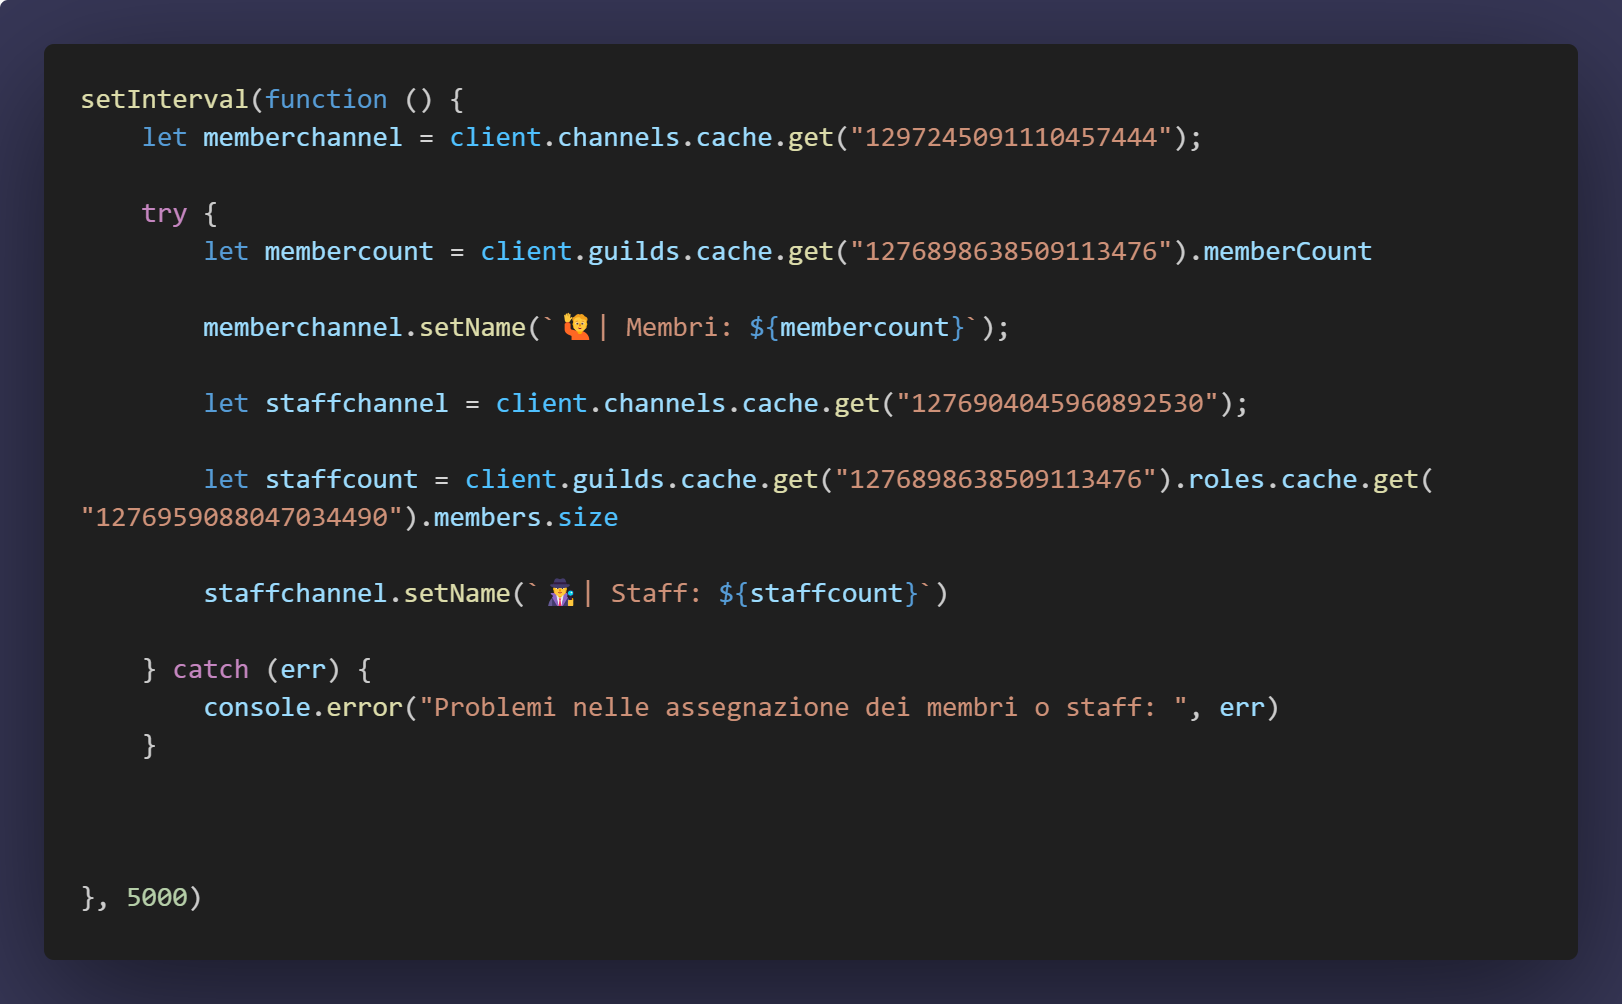 setInterval(function () {
    let memberchannel = client.channels.cache.get("1297245091110457444");
    try {
        let membercount = client.guilds.cache.get("1276898638509113476").memberCount
        memberchannel.setName(`🙋| Membri: ${membercount}`);
        let staffchannel = client.channels.cache.get("1276904045960892530");
        let staffcount = client.guilds.cache.get("1276898638509113476").roles.cache.get(
"1276959088047034490").members.size
        staffchannel.setName(`🕵️‍♀️| Staff: ${staffcount}`)
    } catch (err) {
        console.error("Problemi nelle assegnazione dei membri o staff: ", err)
    }
}, 5000)